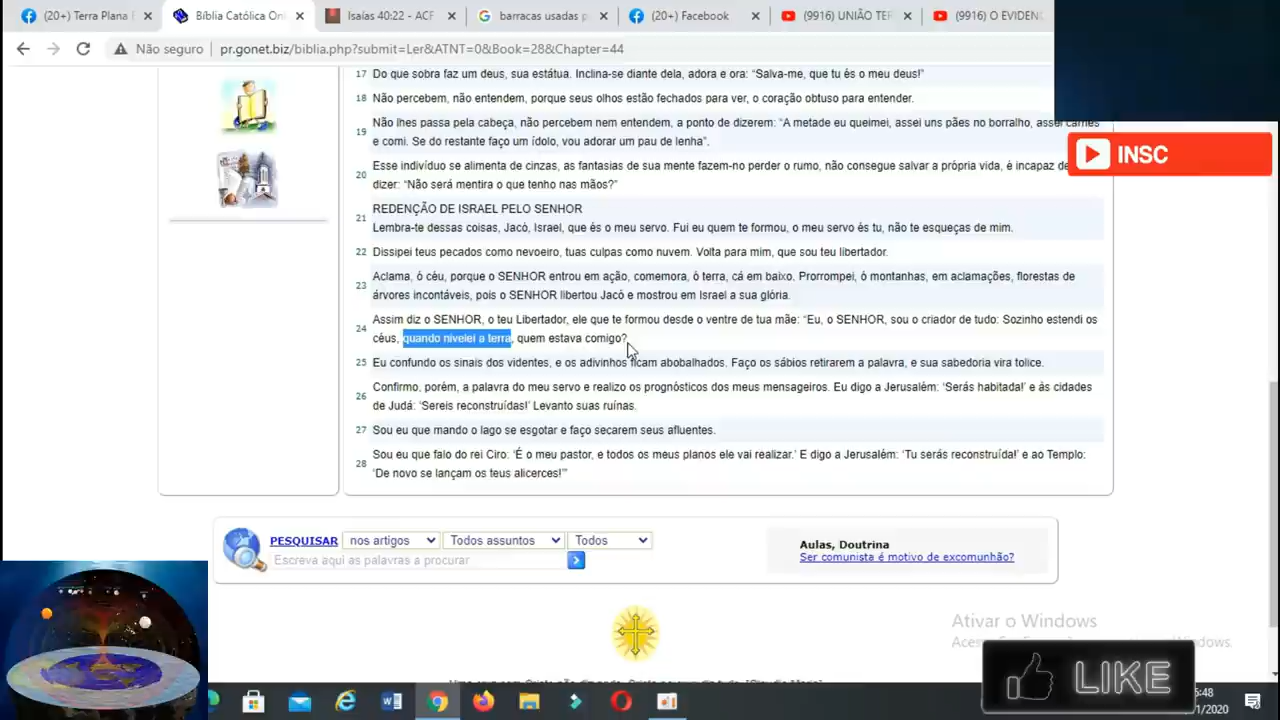 (20+) Terra Plana
Bíblia Católica On
Isaías 40:22 - ACF
barracas usadas p
(20+) Facebook
(9916) UNIÃO TER
(9916) O EVIDEN
Não seguro
pr.gonet.biz/biblia.php?submit=Ler&ATNT=0&Book=28&Chapter=44
17 Do que sobra faz um deus, sua estátua. Inclina-se diante dela, adora e ora: “Salva-me, que tu és o meu deus!”
18 Não percebem, não entendem, porque seus olhos estão fechados para ver, o coração obtuso para entender.
19 Não lhes passa pela cabeça, não percebem nem entendem, a ponto de dizerem: “A metade eu queimei, assei uns pães no borralho, assei carnes
e comi. Se do restante faço um ídolo, vou adorar um pau de lenha”.
INSC
20 Esse indivíduo se alimenta de cinzas, as fantasias de sua mente fazem-no perder o rumo, não consegue salvar a própria vida, é incapaz de
dizer: “Não será mentira o que tenho nas mãos?”
REDENÇÃO DE ISRAEL PELO SENHOR
21 Lembra-te dessas coisas, Jacó, Israel, que és o meu servo. Fui eu quem te formou, o meu servo és tu, não te esqueças de mim.
22 Dissipei teus pecados como nevoeiro, tuas culpas como nuvem. Volta para mim, que sou teu libertador.
23 Aclama, ó céu, porque o SENHOR entrou em ação, comemora, ó terra, cá em baixo. Prorrompei, ó montanhas, em aclamações, florestas de
árvores incontáveis, pois o SENHOR libertou Jacó e mostrou em Israel a sua glória.
24 Assim diz o SENHOR, o teu Libertador, ele que te formou desde o ventre de tua mãe: “Eu, o SENHOR, sou o criador de tudo: Sozinho estendi os
céus, quando nivelei a terra, quem estava comigo?
25 Eu confundo os sinais dos videntes, e os adivinhos ficam abobalhados. Faço os sábios retirarem a palavra, e sua sabedoria vira tolice.
26 Confirmo, porém, a palavra do meu servo e realizo os prognósticos dos meus mensageiros. Eu digo a Jerusalém: ‘Serás habitada!’ e às cidades
de Judá: ‘Sereis reconstruídas!’ Levanto suas ruínas.
27 Sou eu que mando o lago se esgotar e faço secarem seus afluentes.
28 Sou eu que falo do rei Ciro: ‘É o meu pastor, e todos os meus planos ele vai realizar.’ E digo a Jerusalém: ‘Tu serás reconstruída!’ e ao Templo:
‘De novo se lançam os teus alicerces!’”
PESQUISAR nos artigos Todos assuntos Todos
Escreva aqui as palavras a procurar
Aulas, Doutrina
Ser comunista é motivo de excomunhão?
Ativar o Windows
Windows.
LIKE
5:48
1/2020